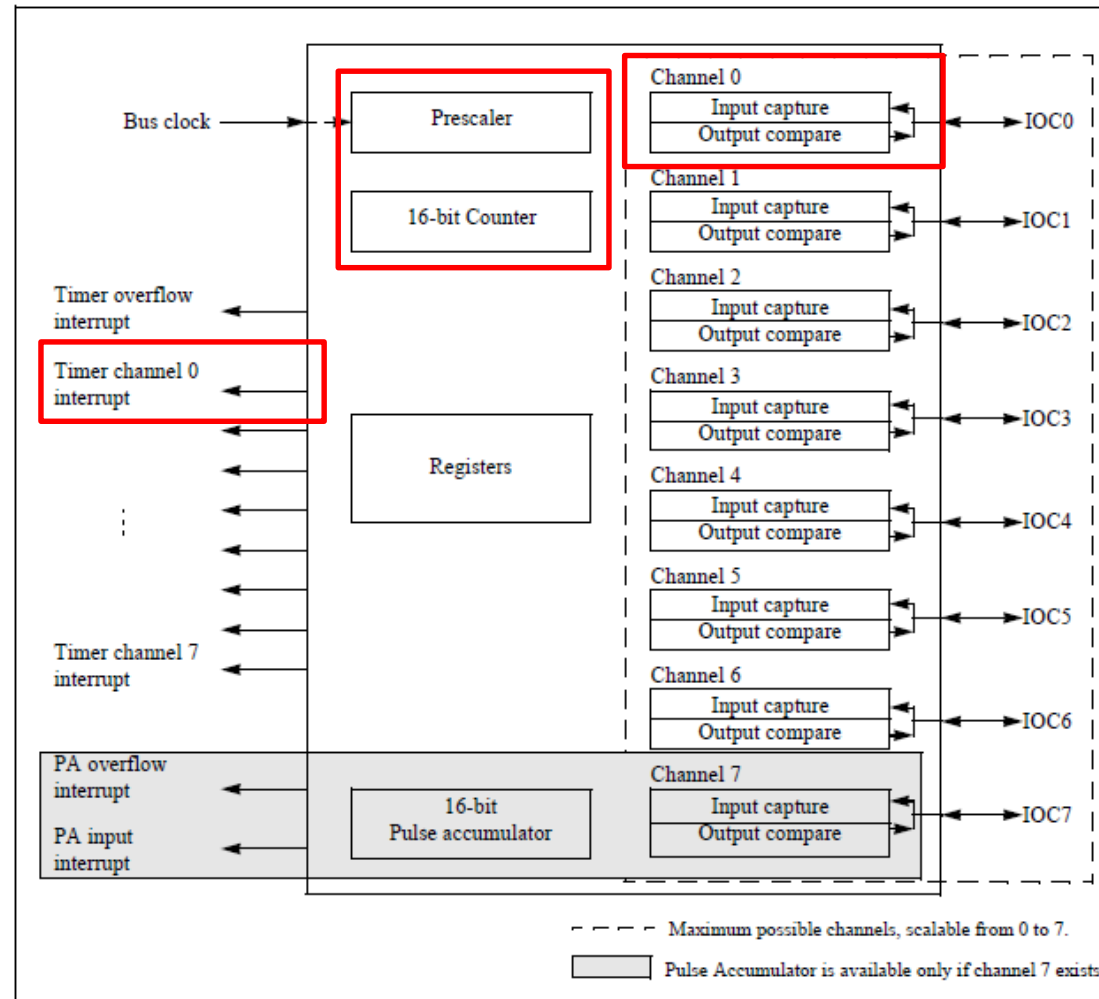 Bus clock
Prescaler
16-bit Counter
Registers
16-bit
Pulse accumulator
Timer overflow
interrupt
Timer channel 0
interrupt
Timer channel 7
interrupt
PA overflow
interrupt
PA input
interrupt
Channel 0
Input capture
Output compare
IOC0
Channel 1
Input capture
Output compare
IOC1
Channel 2
Input capture
Output compare
IOC2
Channel 3
Input capture
Output compare
IOC3
Channel 4
Input capture
Output compare
IOC4
Channel 5
Input capture
Output compare
IOC5
Channel 6
Input capture
Output compare
IOC6
Channel 7
Input capture
Output compare
IOC7
Maximum possible channels, scalable from 0 to 7.
Pulse Accumulator is available only if channel 7 exists